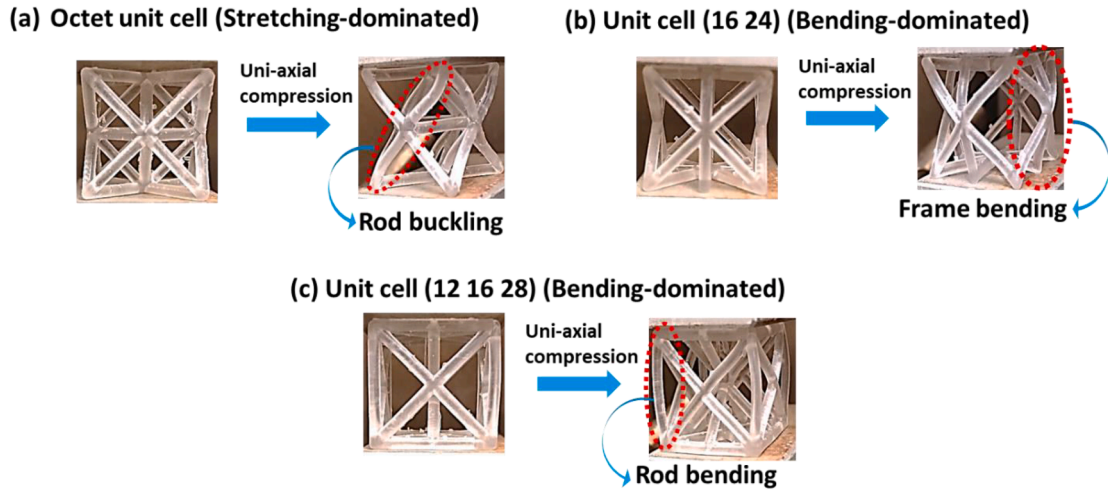 (a) Octet unit cell (Stretching-dominated)
Uni-axial
compression
Rod buckling
(b) Unit cell (16 24) (Bending-dominated)
Uni-axial
compression
Frame bending
(c) Unit cell (12 16 28) (Bending-dominated)
Uni-axial
compression
Rod bending